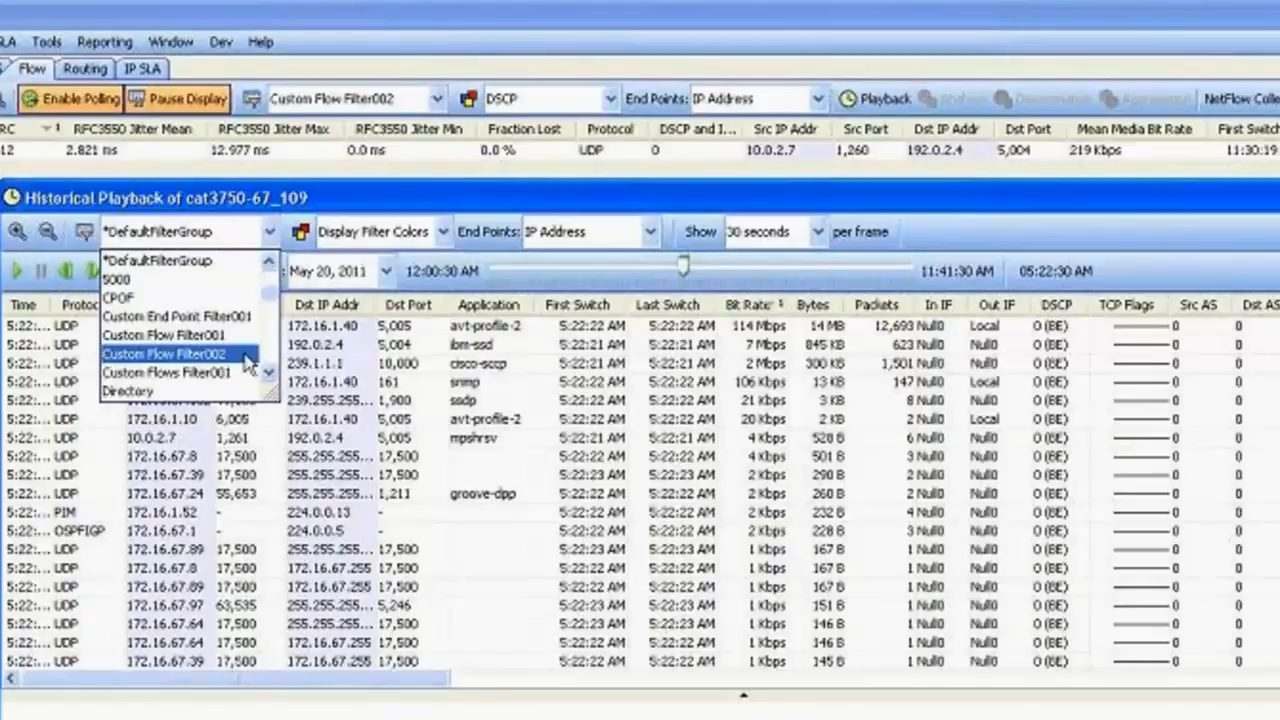 SLA Tools Reporting Window Dev Help
Flow Routing IP SLA
Enable Polling Pause Display Custom Flow Filter002 DSCP End Points: IP Address Playback NetFlow Colle
RC 1 RFC3550 Jitter Mean RFC3550 Jitter Max RFC3550 Jitter Min Fraction Lost Protocol DSCP and I... Src IP Addr Src Port Dst IP Addr Dst Port Mean Media Bit Rate First Switch
12 2.821 ms 12.977 ms 0.0 ms 0.0 % UDP 0 10.0.2.7 1,260 192.0.2.4 5,004 219 Kbps 11:30:19
Historical Playback of cat3750-67_109
*DefaultFilterGroup Display Filter Colors End Points: IP Address Show 30 seconds per frame
*DefaultFilterGroup
5000
CPOF
Custom End Point Filter001
Custom Flow Filter001
Custom Flow Filter002
Custom Flows Filter001
Directory
: May 20, 2011 12:00:30 AM 11:41:30 AM 05:22:30 AM
Time Protoc Dst IP Addr Dst Port Application First Switch Last Switch Bit Rate 1 Bytes Packets In IF Out IF DSCP TCP Flags Src AS Dst AS
5:22:... UDP 172.16.1.40 5,005 avt-profile-2 5:22:22 AM 5:22:22 AM 114 Mbps 14 MB 12,693 Null0 Local 0 (BE) 0 0
5:22:... UDP 192.0.2.4 5,004 ibm-ssd 5:22:22 AM 5:22:22 AM 7 Mbps 845 KB 623 Null0 Null0 0 (BE) 0 0
5:22:... UDP 239.1.1.1 10,000 cisco-sccp 5:22:22 AM 5:22:22 AM 2 Mbps 300 KB 1,501 Null0 Null0 0 (BE) 0 0
5:22:... UDP 172.16.1.40 161 snmp 5:22:22 AM 5:22:22 AM 106 Kbps 13 KB 147 Null0 Local 0 (BE) 0 0
5:22:... UDP 239.255.255... 1,900 ssdp 5:22:22 AM 5:22:22 AM 21 Kbps 3 KB 8 Null0 Null0 0 (BE) 0 0
5:22:... UDP 172.16.1.10 6,005 172.16.1.40 5,005 avt-profile-2 5:22:22 AM 5:22:22 AM 20 Kbps 2 KB 2 Null0 Local 0 (BE) 0 0
5:22:... UDP 10.0.2.7 1,261 192.0.2.4 5,005 mpshrsv 5:22:21 AM 5:22:21 AM 4 Kbps 528 B 6 Null0 Null0 0 (BE) 0 0
5:22:... UDP 172.16.67.8 17,500 255.255.255... 17,500 5:22:22 AM 5:22:22 AM 4 Kbps 501 B 3 Null0 Null0 0 (BE) 0 0
5:22:... UDP 172.16.67.39 17,500 255.255.255... 17,500 5:22:23 AM 5:22:23 AM 2 Kbps 290 B 2 Null0 Null0 0 (BE) 0 0
5:22:... UDP 172.16.67.24 55,653 255.255.255... 1,211 groove-dpp 5:22:22 AM 5:22:22 AM 2 Kbps 260 B 2 Null0 Null0 0 (BE) 0 0
5:22:... PIM 172.16.1.52 - 224.0.0.13 - 5:22:21 AM 5:22:22 AM 2 Kbps 232 B 4 Null0 Null0 0 (BE) 0 0
5:22:... OSPFIGP 172.16.67.1 - 224.0.0.5 - 5:22:21 AM 5:22:23 AM 2 Kbps 228 B 3 Null0 Null0 0 (BE) 0 0
5:22:... UDP 172.16.67.89 17,500 255.255.255... 17,500 5:22:23 AM 5:22:23 AM 1 Kbps 167 B 1 Null0 Null0 0 (BE) 0 0
5:22:... UDP 172.16.67.8 17,500 172.16.67.255 17,500 5:22:22 AM 5:22:22 AM 1 Kbps 167 B 1 Null0 Null0 0 (BE) 0 0
5:22:... UDP 172.16.67.89 17,500 172.16.67.255 17,500 5:22:23 AM 5:22:23 AM 1 Kbps 167 B 1 Null0 Null0 0 (BE) 0 0
5:22:... UDP 172.16.67.97 63,535 255.255.255... 5,246 5:22:23 AM 5:22:23 AM 1 Kbps 151 B 1 Null0 Null0 0 (BE) 0 0
5:22:... UDP 172.16.67.64 17,500 255.255.255... 17,500 5:22:23 AM 5:22:23 AM 1 Kbps 146 B 1 Null0 Null0 0 (BE) 0 0
5:22:... UDP 172.16.67.64 17,500 172.16.67.255 17,500 5:22:23 AM 5:22:23 AM 1 Kbps 146 B 1 Null0 Null0 0 (BE) 0 0
5:22:... UDP 172.16.67.39 17,500 172.16.67.255 17,500 5:22:23 AM 5:22:23 AM 1 Kbps 145 B 1 Null0 Null0 0 (BE) 0 0